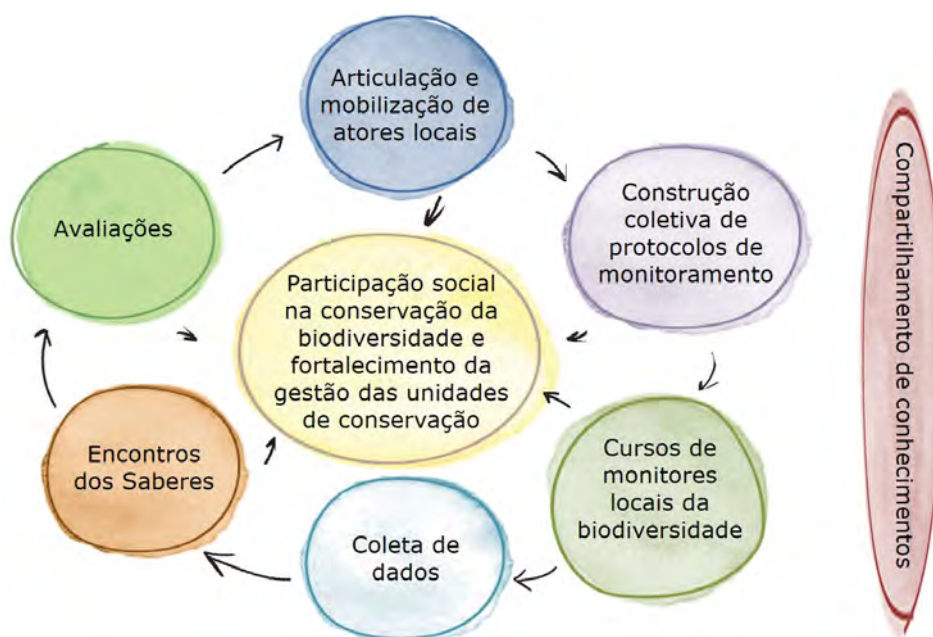 Articulação e
mobilização de
atores locais
Construção
coletiva de
protocolos de
monitoramento
Cursos de
monitores
locais da
biodiversidade
Coleta de
dados
Encontros
dos Saberes
Avaliações
Participação social
na conservação da
biodiversidade e
fortalecimento da
gestão das unidades
de conservação
Compartilhamento de conhecimentos